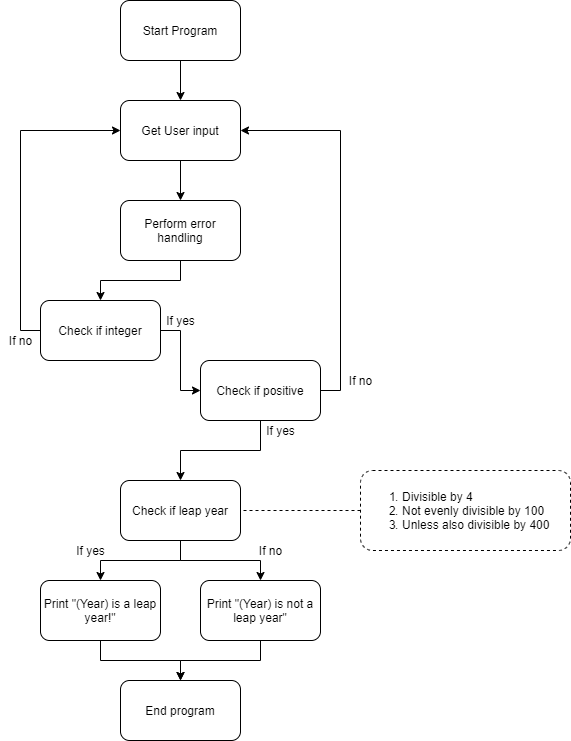 Start Program
Get User input
Perform error
handling
Check if integer
If yes
If no
Check if positive
If no
If yes
Check if leap year
1. Divisible by 4
2. Not evenly divisible by 100
3. Unless also divisible by 400
If yes
If no
Print "(Year) is a leap
year!"
Print "(Year) is not a
leap year"
End program